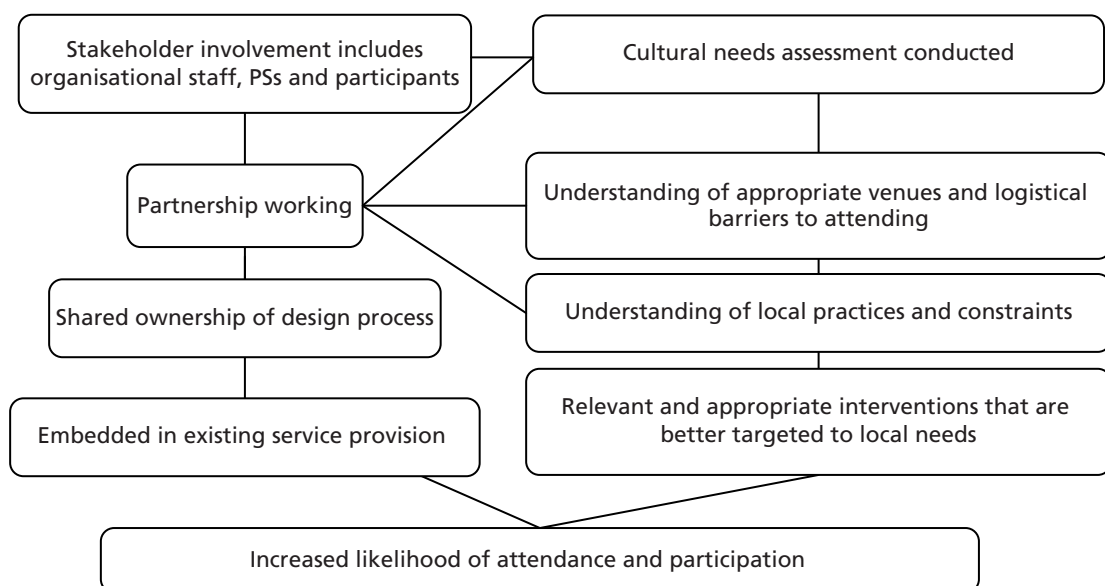 Stakeholder involvement includes
organisational staff, PSs and participants
Cultural needs assessment conducted
Partnership working
Understanding of appropriate venues and logistical
barriers to attending
Shared ownership of design process
Understanding of local practices and constraints
Embedded in existing service provision
Relevant and appropriate interventions that are
better targeted to local needs
Increased likelihood of attendance and participation